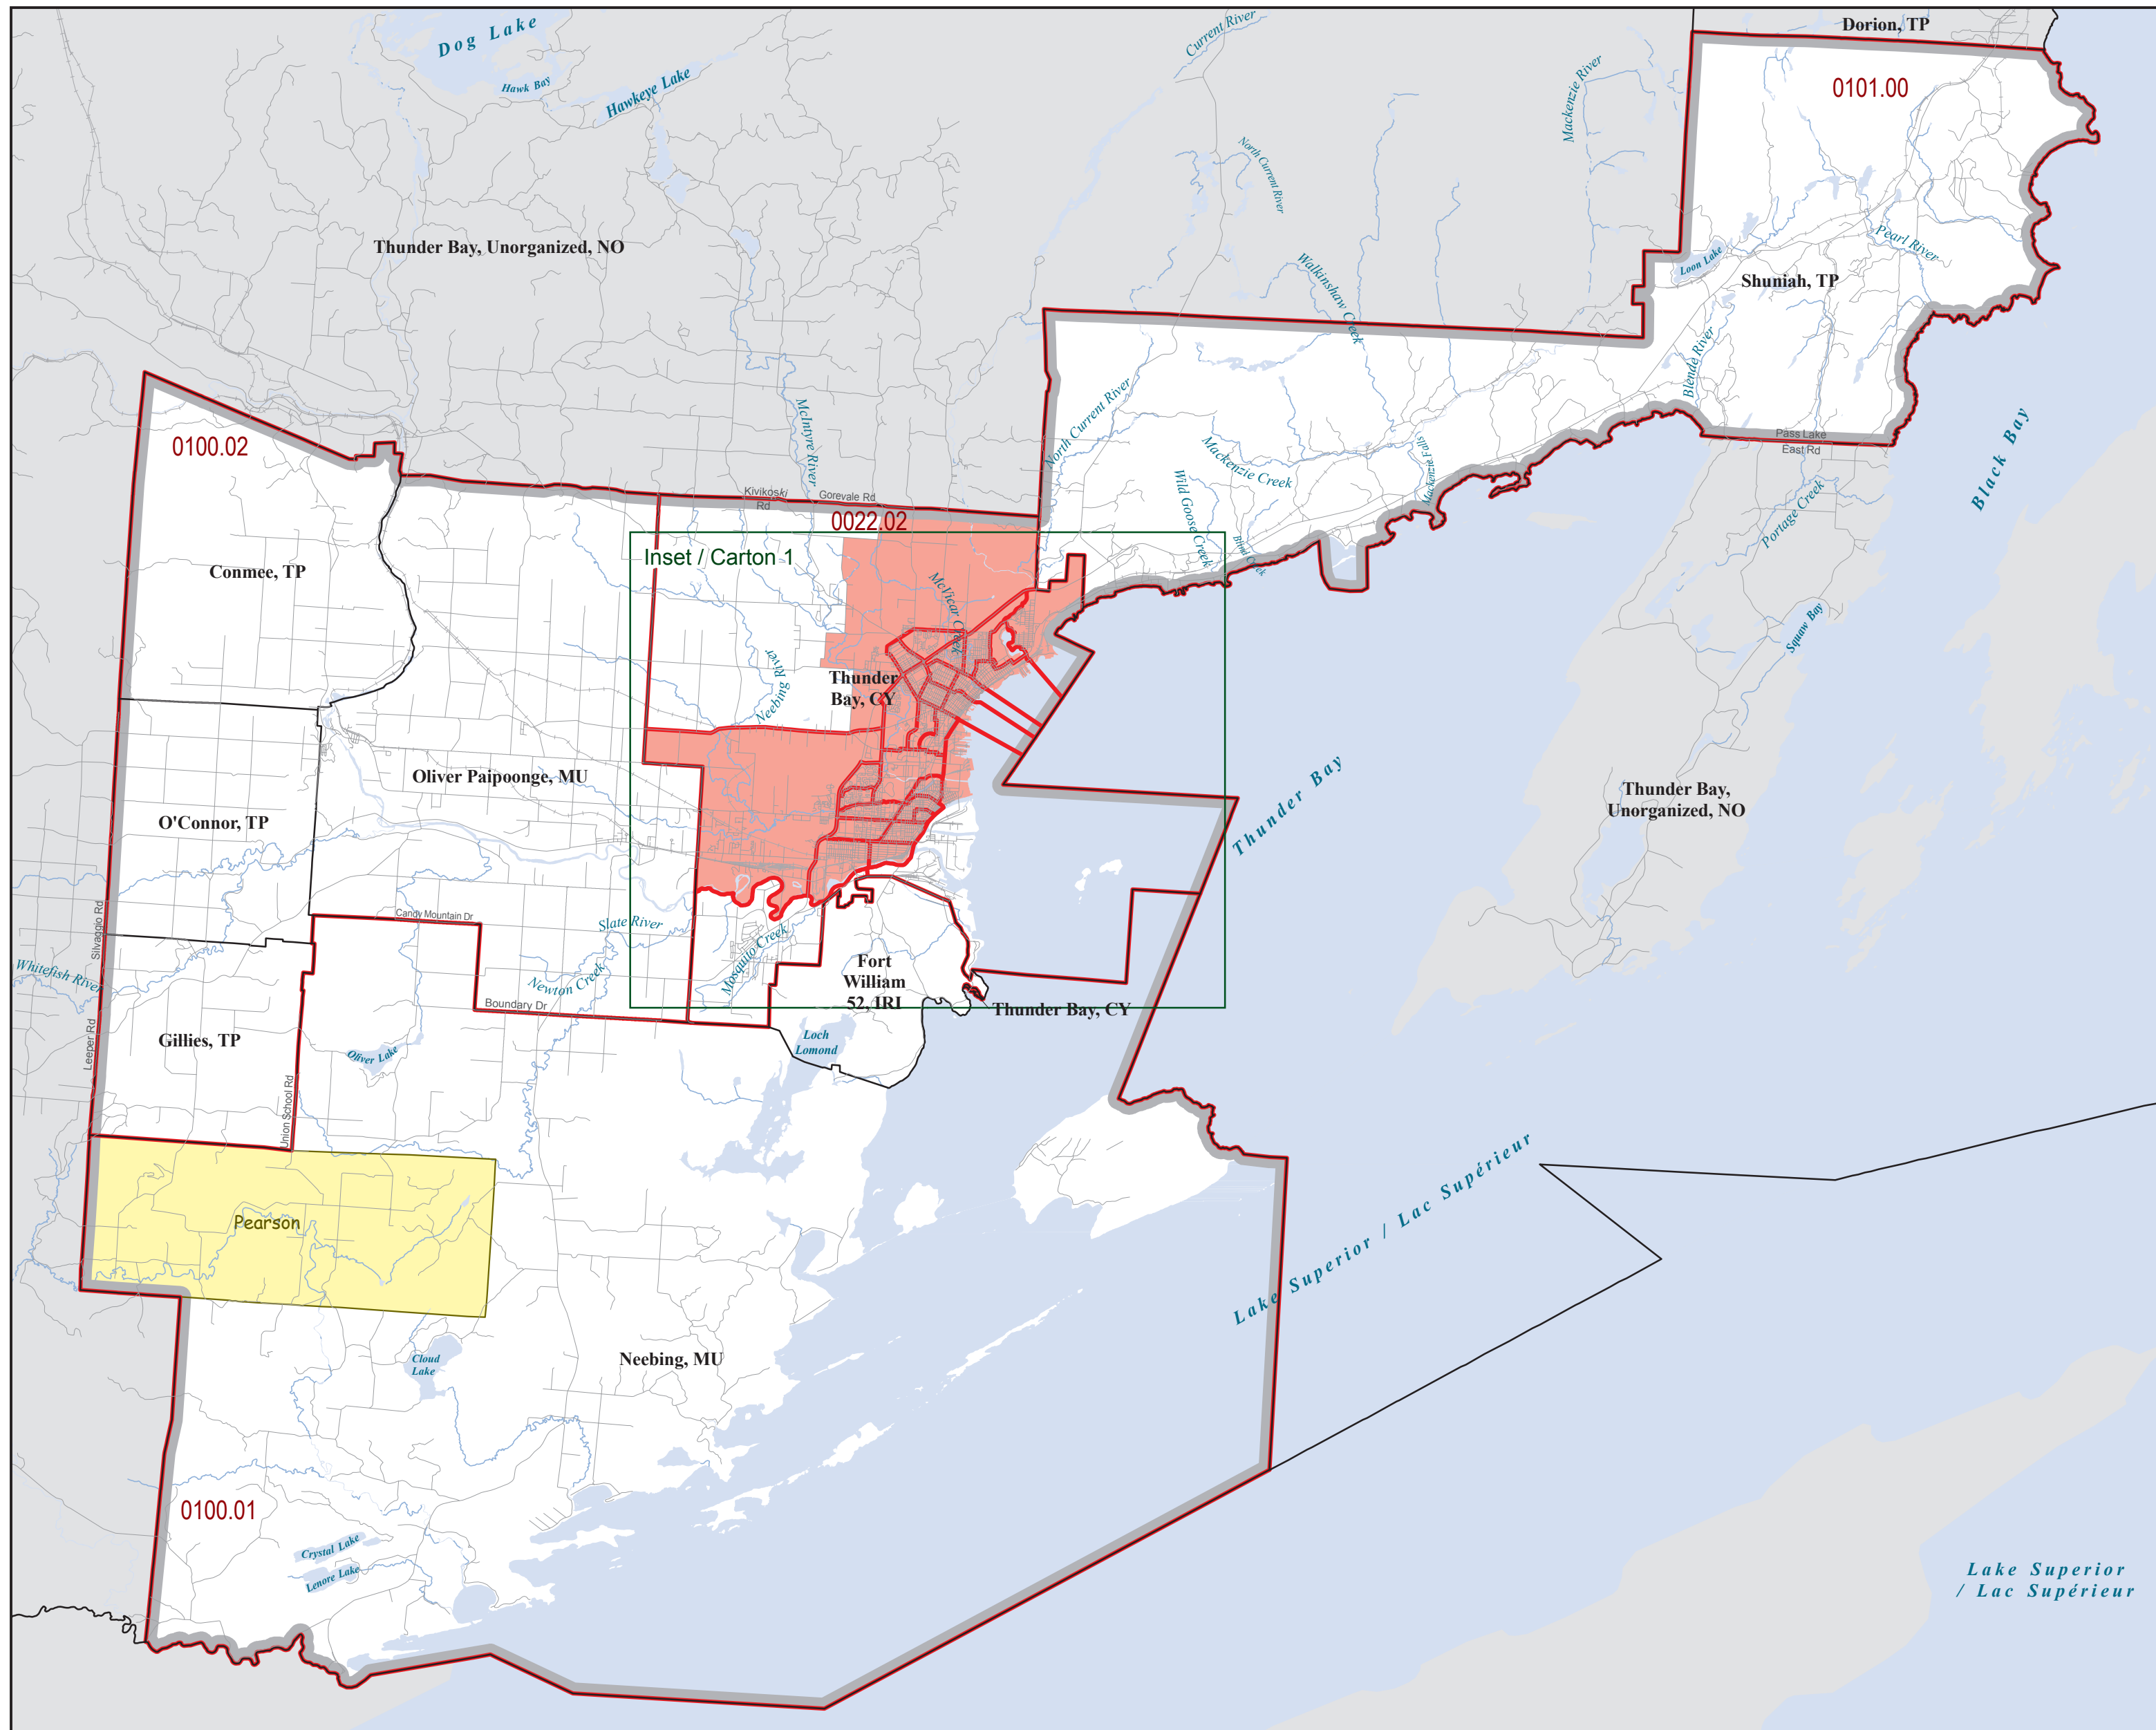 Dorion, TP
Dog Lake
Current River
Hawk Bay
Hawkeye Lake
Mackenzie River
0101.00
North Current River
Thunder Bay, Unorganized, NO
Pearl River
Loon Lake
Shuniah, TP
Walkinshaw Creek
Blende River
0100.02
McIntyre River
North Current River
Mackenzie Creek
Mackenzie Falls
Pass Lake
East Rd
Black Bay
Wild Goose Creek
Kivikoski
Rd
Gorevale Rd
0022.02
Portage Creek
Inset / Carton 1
Conmee, TP
McVicar Creek
Squaw Bay
Neebing River
Thunder
Bay, CY
Oliver Paipoonge, MU
Thunder Bay
Thunder Bay,
Unorganized, NO
O'Connor, TP
Candy Mountain Dr
Silvaggio Rd
Slate River
Mosquito Creek
Whitefish River
Newton Creek
Fort
William
52, IRI
Boundary Dr
Thunder Bay, CY
Leeper Rd
Gillies, TP
Oliver Lake
Loch
Lomond
Union School Rd
Pearson
Lake Superior / Lac Supérieur
Cloud
Lake
Neebing, MU
0100.01
Crystal Lake
Lenore Lake
Lake Superior
/ Lac Supérieur